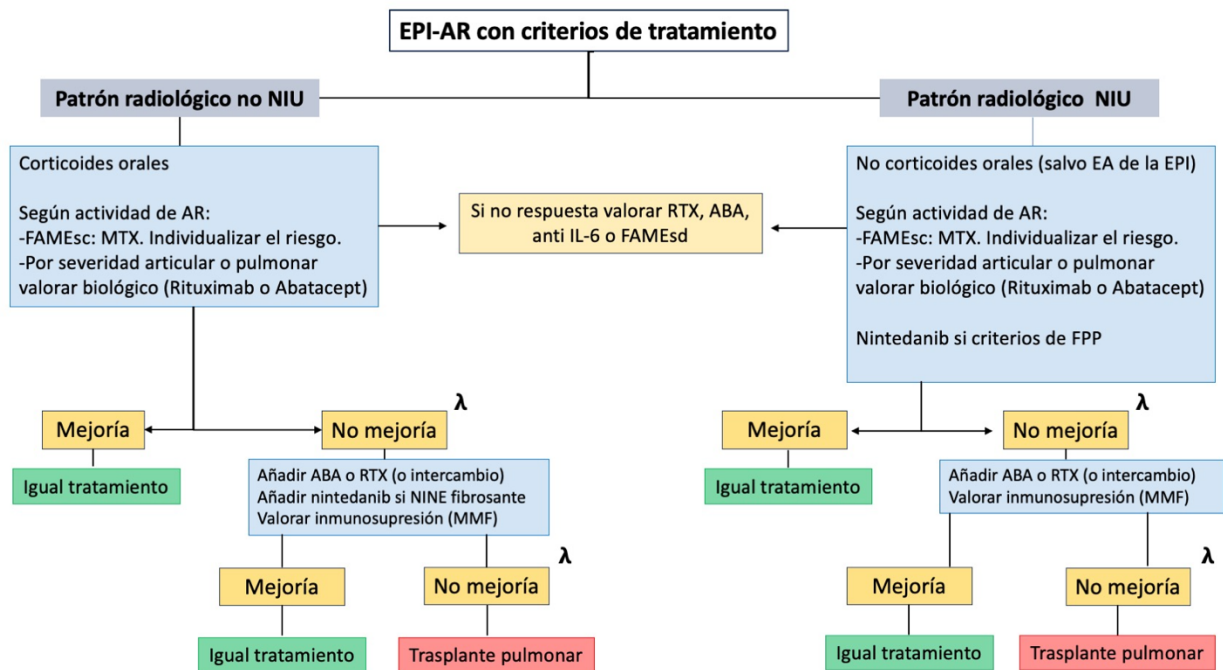 EPI-AR con criterios de tratamiento
Patrón radiológico no NIU
Patrón radiológico NIU
Corticoides orales
Según actividad de AR:
-FAMEsc: MTX. Individualizar el riesgo.
-Por severidad articular o pulmonar
valorar biológico (Rituximab o Abatacept)
Si no respuesta valorar RTX, ABA,
anti IL-6 o FAMEsd
No corticoides orales (salvo EA de la EPI)
Según actividad de AR:
-FAMEsc: MTX. Individualizar el riesgo.
-Por severidad articular o pulmonar
valorar biológico (Rituximab o Abatacept)
Nintedanib si criterios de FPP
Mejoría
No mejoría
λ
Igual tratamiento
Añadir ABA o RTX (o intercambio)
Añadir nintedanib si NINE fibrosante
Valorar inmunosupresión (MMF)
Mejoría
No mejoría
λ
Igual tratamiento
Trasplante pulmonar
Mejoría
No mejoría
λ
Igual tratamiento
Añadir ABA o RTX (o intercambio)
Valorar inmunosupresión (MMF)
Mejoría
No mejoría
λ
Igual tratamiento
Trasplante pulmonar